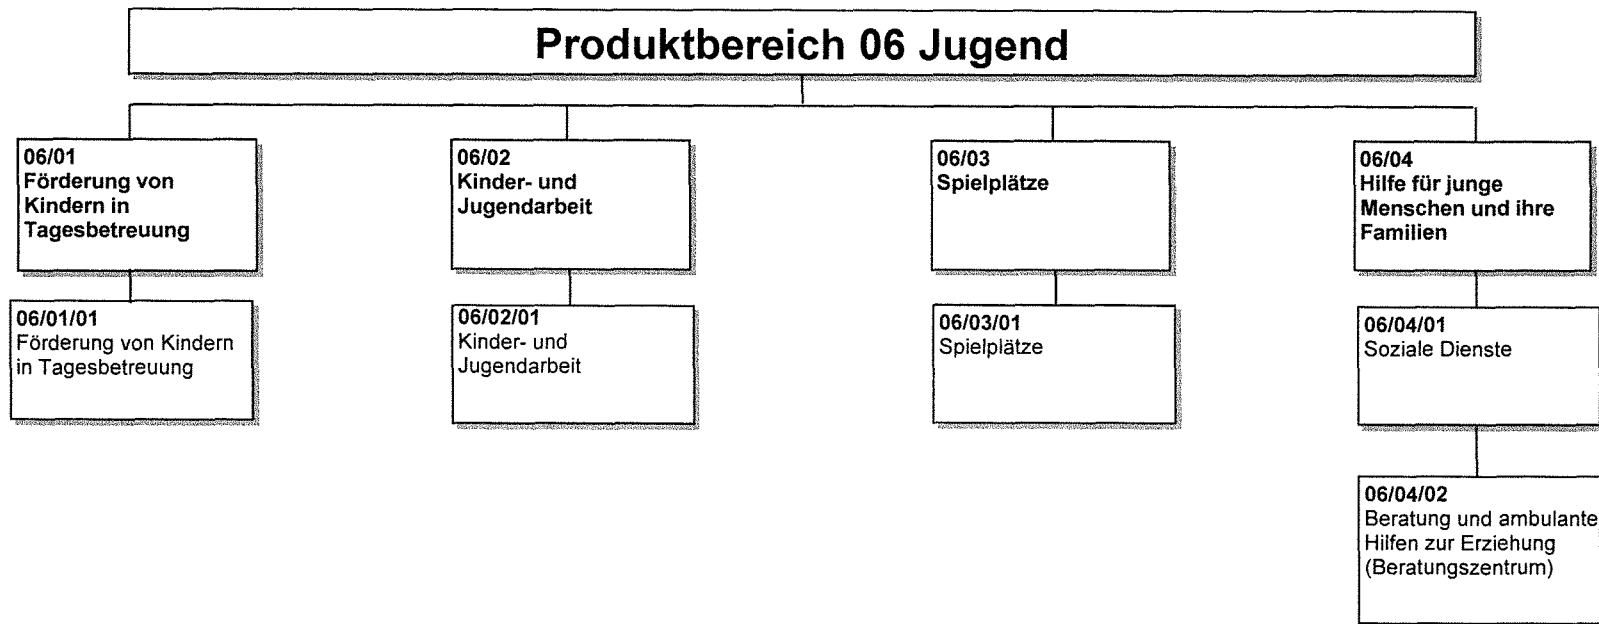 Produktbereich 06 Jugend
06/01
Förderung von
Kindern in
Tagesbetreuung
06/02
Kinder- und
Jugendarbeit
06/03
Spielplätze
06/04
Hilfe für junge
Menschen und ihre
Familien
06/01/01
Förderung von Kindern
in Tagesbetreuung
06/02/01
Kinder- und
Jugendarbeit
06/03/01
Spielplätze
06/04/01
Soziale Dienste
06/04/02
Beratung und ambulante
Hilfen zur Erziehung
(Beratungszentrum)